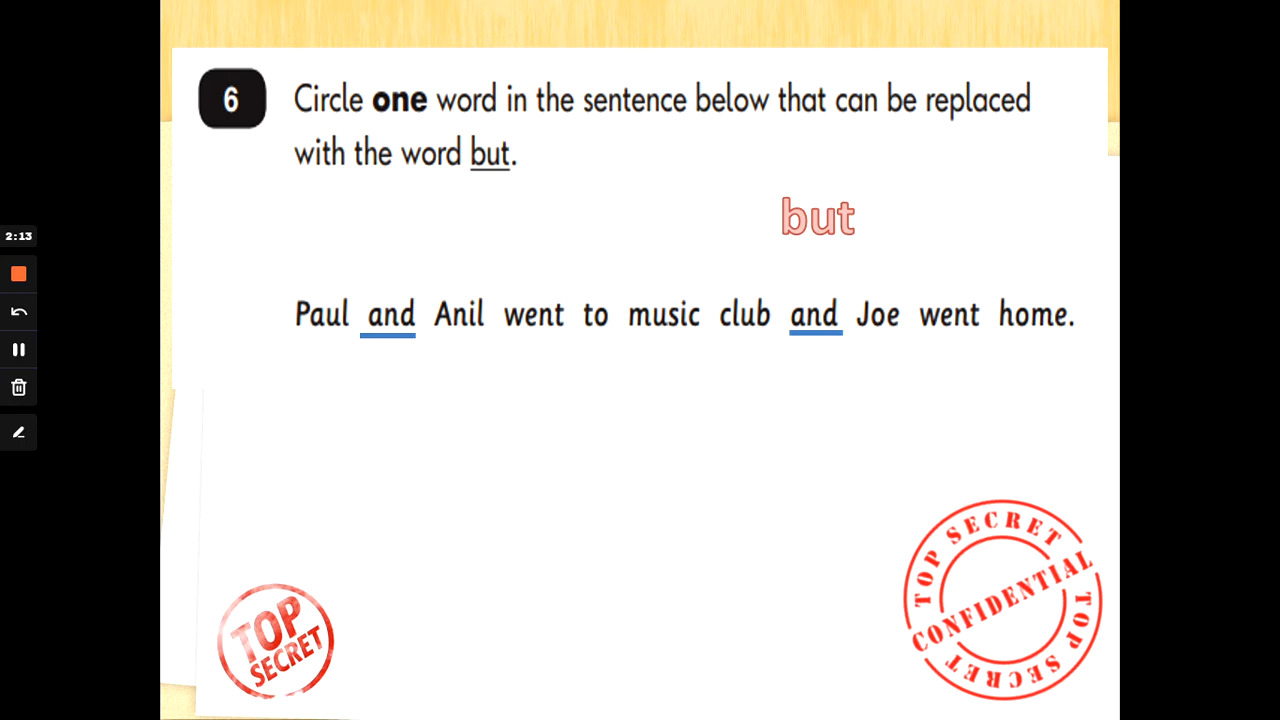 6
Circle one word in the sentence below that can be replaced
with the word but.
but
2:13
Paul and Anil went to music club and Joe went home.
TOP SECRET
CONFIDENTIAL
TOP SECRET
TOP
SECRET